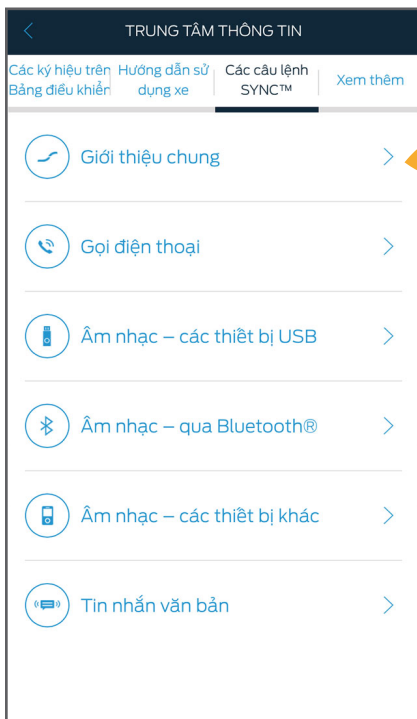 TRUNG TÂM THÔNG TIN
Các ký hiệu trên
Bảng điều khiển
Hướng dẫn sử
dụng xe
Các câu lệnh
SYNC™
Xem thêm
Giới thiệu chung
Gọi điện thoại
Âm nhạc – các thiết bị USB
Âm nhạc – qua Bluetooth®
Âm nhạc – các thiết bị khác
Tin nhắn văn bản